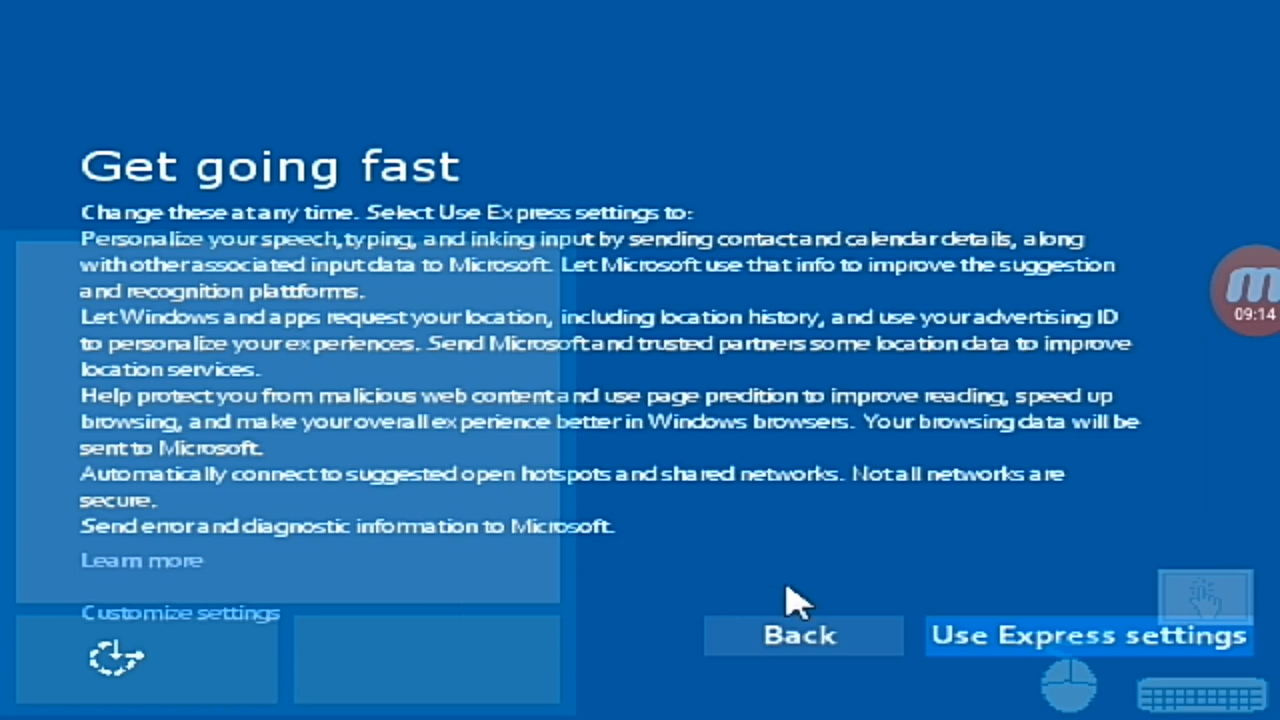 Get going fast
Change these at any time. Select Use Express settings to:
Personalize your speech, typing, and inking input by sending contact and calendar details, along
with other associated input data to Microsoft. Let Microsoft use that info to improve the suggestion
and recognition plattforms.
Let Windows and apps request your location, including location history, and use your advertising ID
to personalize your experiences. Send Microsoft and trusted partners some location data to improve
location services.
Help protect you from malicious web content and use page predition to improve reading, speed up
browsing, and make your overall experience better in Windows browsers. Your browsing data will be
sent to Microsoft.
Automatically connect to suggested open hotspots and shared networks. Not all networks are
secure.
Send error and diagnostic information to Microsoft.
Learn more
Customize settings
Back
Use Express settings
m
09:14